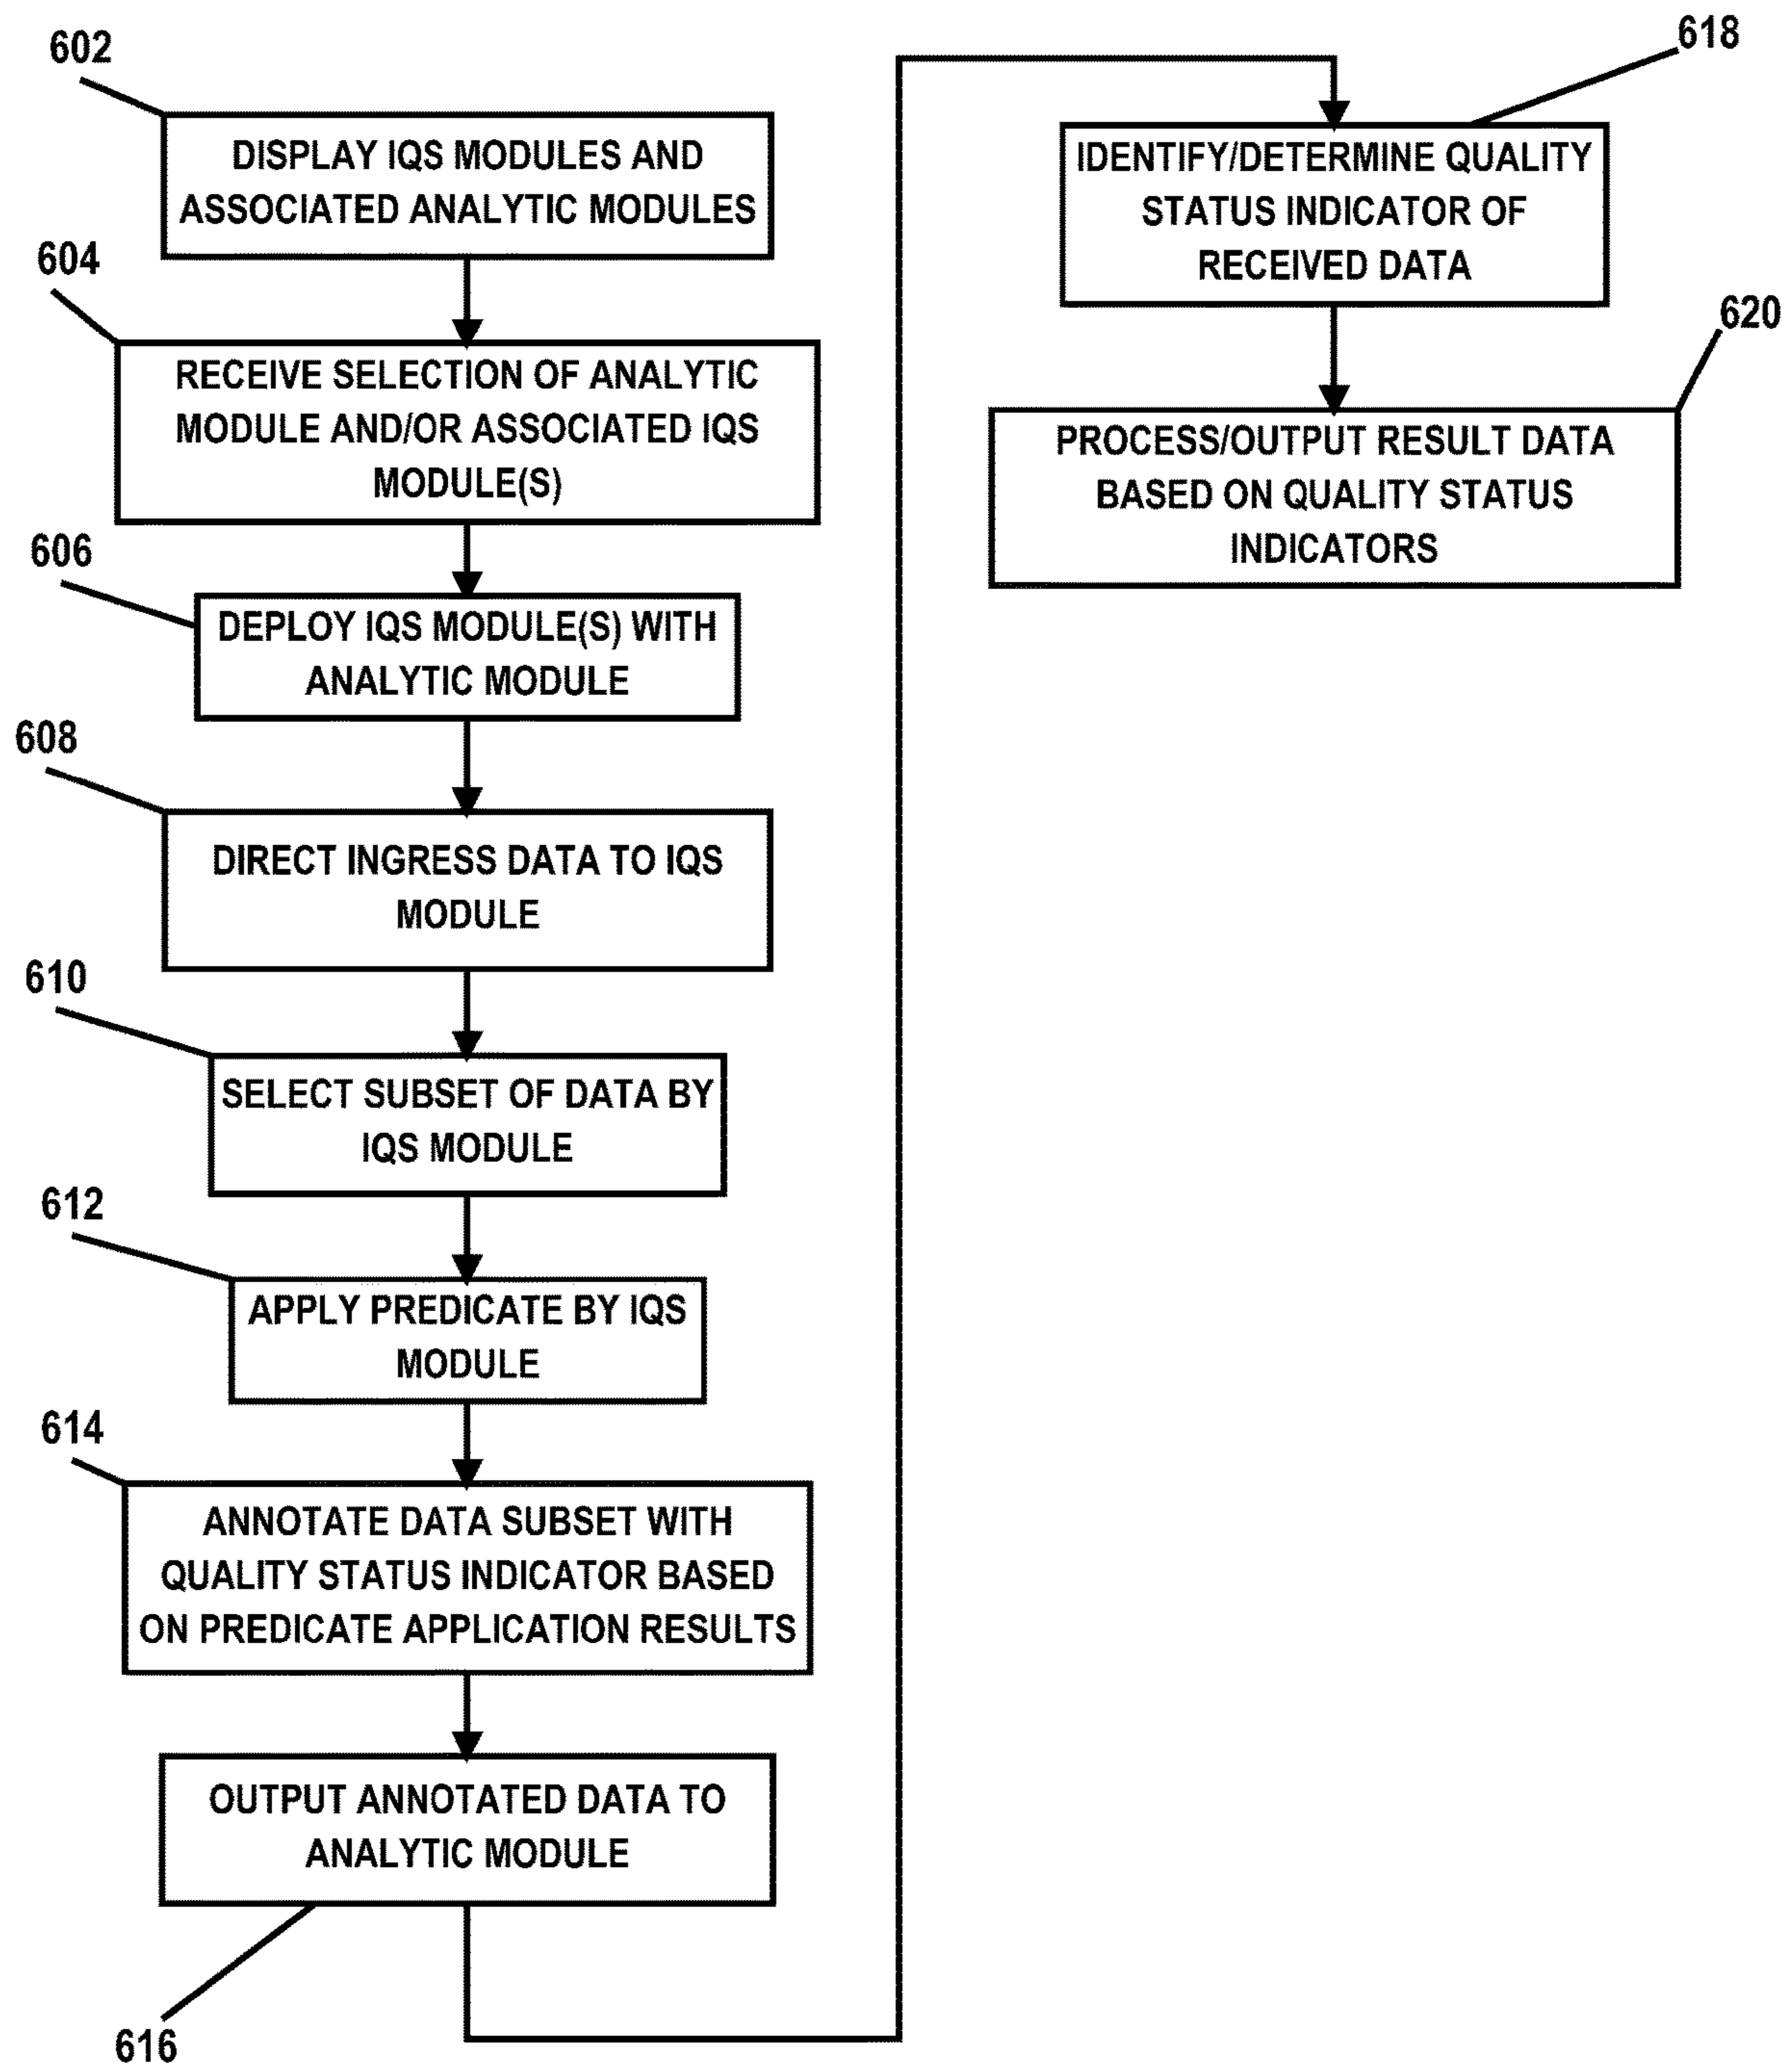 602
DISPLAY IQS MODULES AND
ASSOCIATED ANALYTIC MODULES
604
RECEIVE SELECTION OF ANALYTIC
MODULE AND/OR ASSOCIATED IQS
MODULE(S)
606
DEPLOY IQS MODULE(S) WITH
ANALYTIC MODULE
608
DIRECT INGRESS DATA TO IQS
MODULE
610
SELECT SUBSET OF DATA BY
IQS MODULE
612
APPLY PREDICATE BY IQS
MODULE
614
ANNOTATE DATA SUBSET WITH
QUALITY STATUS INDICATOR BASED
ON PREDICATE APPLICATION RESULTS
OUTPUT ANNOTATED DATA TO
ANALYTIC MODULE
616
618
IDENTIFY/DETERMINE QUALITY
STATUS INDICATOR OF
RECEIVED DATA
620
PROCESS/OUTPUT RESULT DATA
BASED ON QUALITY STATUS
INDICATORS